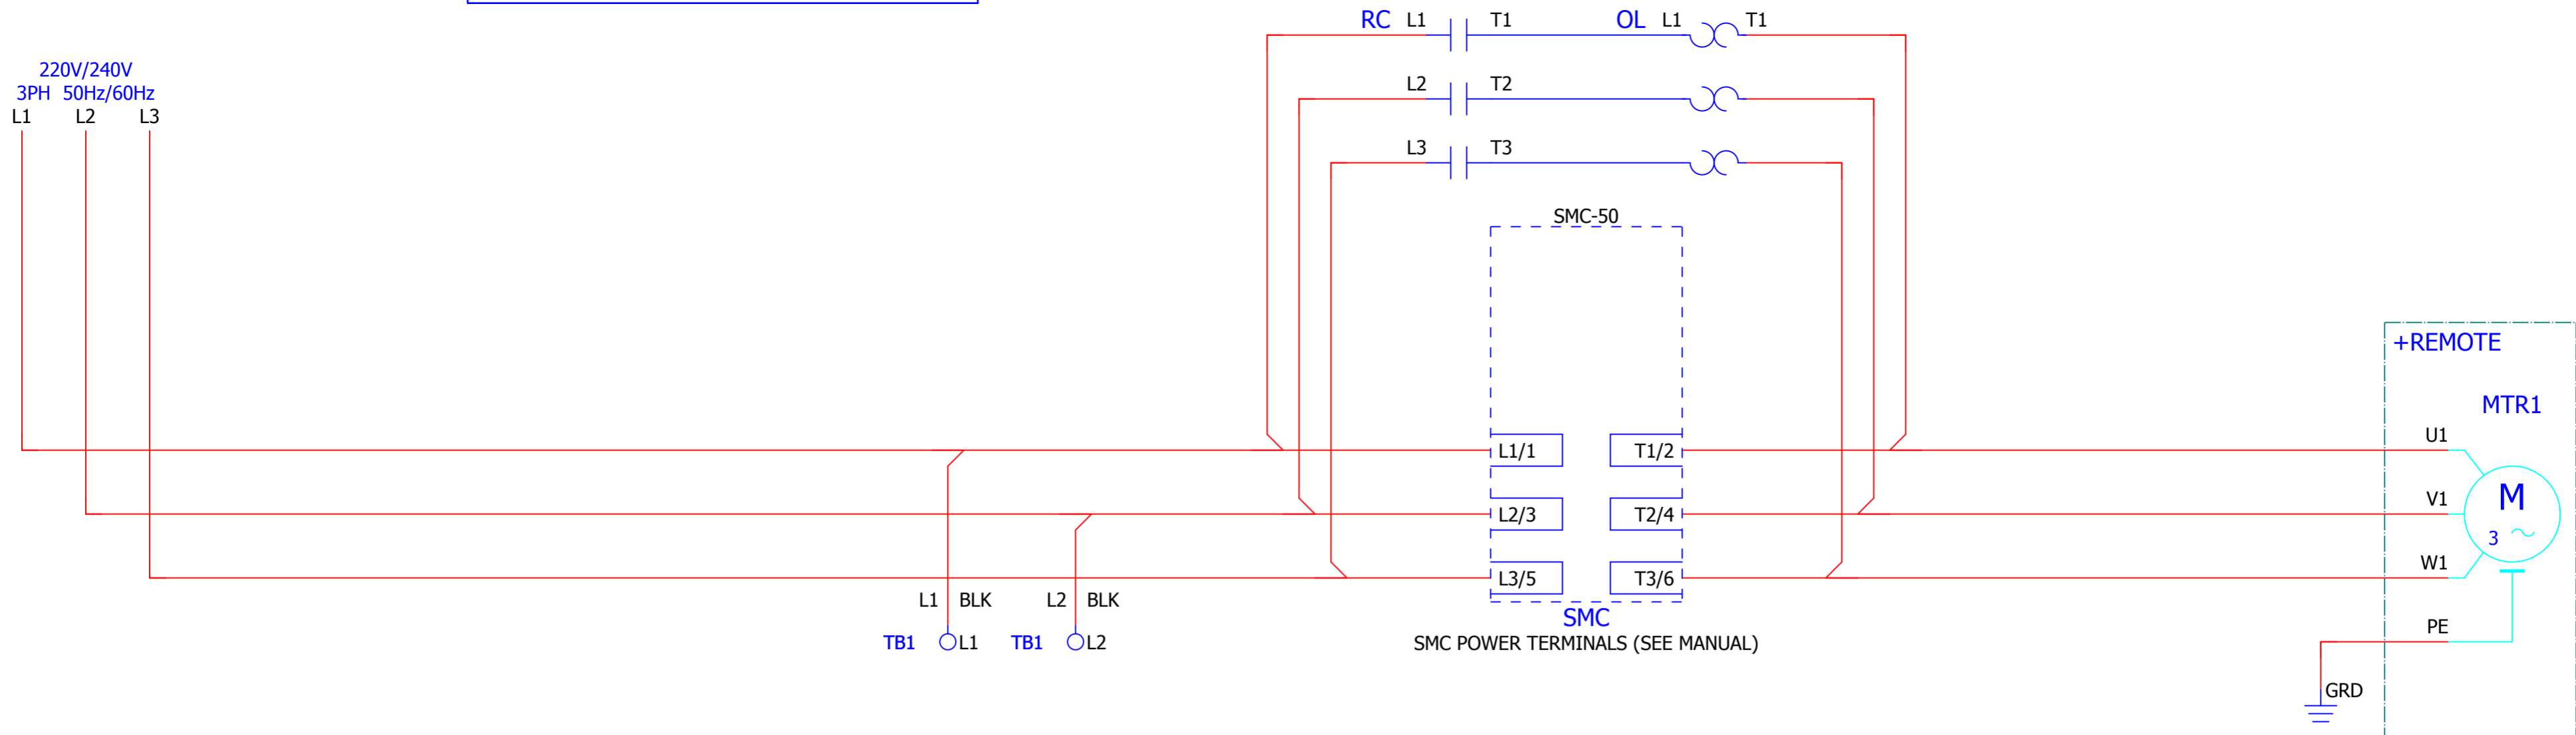 RC L1 T1 OL L1 T1
220V/240V
3PH 50Hz/60Hz
L1 L2 L3
L2 T2
L3 T3
SMC-50
+REMOTE
MTR1
U1
L1/1 T1/2
V1
M
3
L2/3 T2/4
W1
L3/5 T3/6
L1 BLK L2 BLK
SMC
PE
TB1 L1 TB1 L2
SMC POWER TERMINALS (SEE MANUAL)
GRD